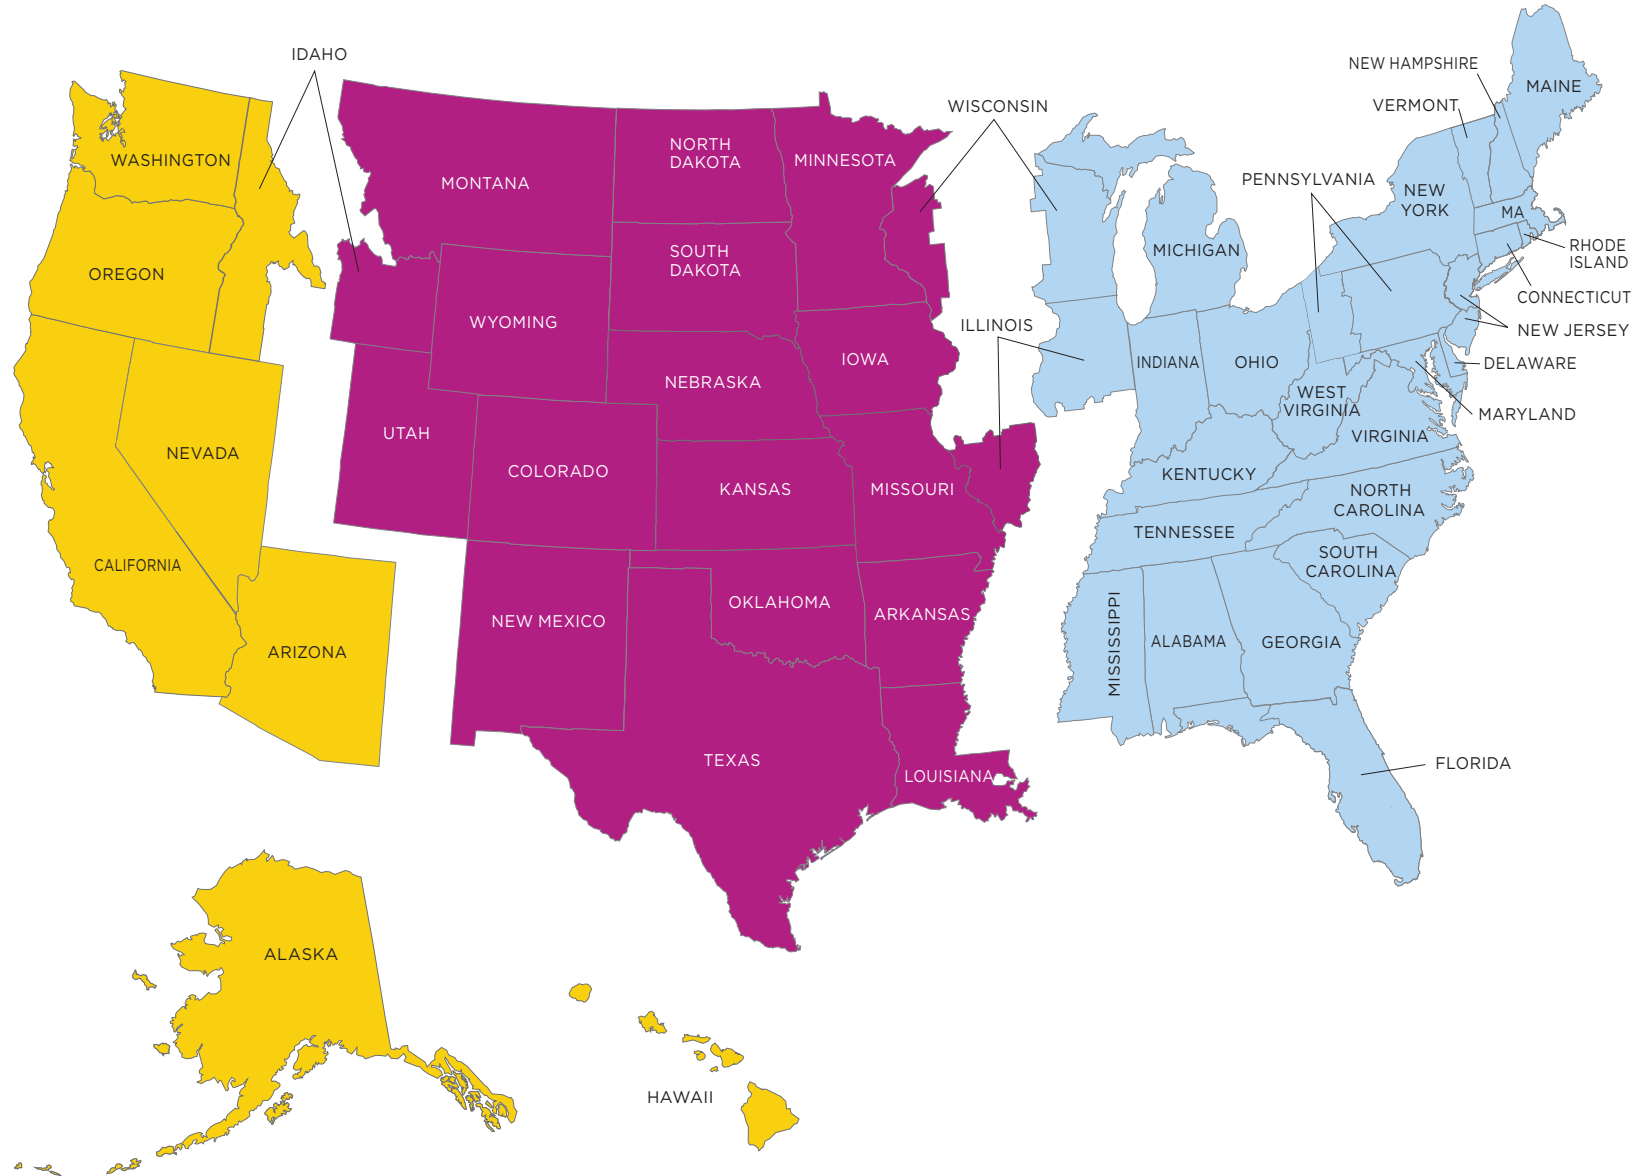 IDAHO
WASHINGTON
OREGON
NEVADA
CALIFORNIA
ARIZONA
ALASKA
HAWAII
MONTANA
NORTH
DAKOTA
MINNESOTA
WISCONSIN
SOUTH
DAKOTA
WYOMING
IOWA
ILLINOIS
NEBRASKA
UTAH
COLORADO
KANSAS
MISSOURI
NEW MEXICO
OKLAHOMA
ARKANSAS
TEXAS
LOUISIANA
NEW HAMPSHIRE
MAINE
VERMONT
PENNSYLVANIA
NEW
YORK
MA
MICHIGAN
RHODE
ISLAND
CONNECTICUT
NEW JERSEY
INDIANA
OHIO
DELAWARE
WEST
VIRGINIA
MARYLAND
VIRGINIA
KENTUCKY
NORTH
CAROLINA
TENNESSEE
SOUTH
CAROLINA
MISSISSIPPI
ALABAMA
GEORGIA
FLORIDA